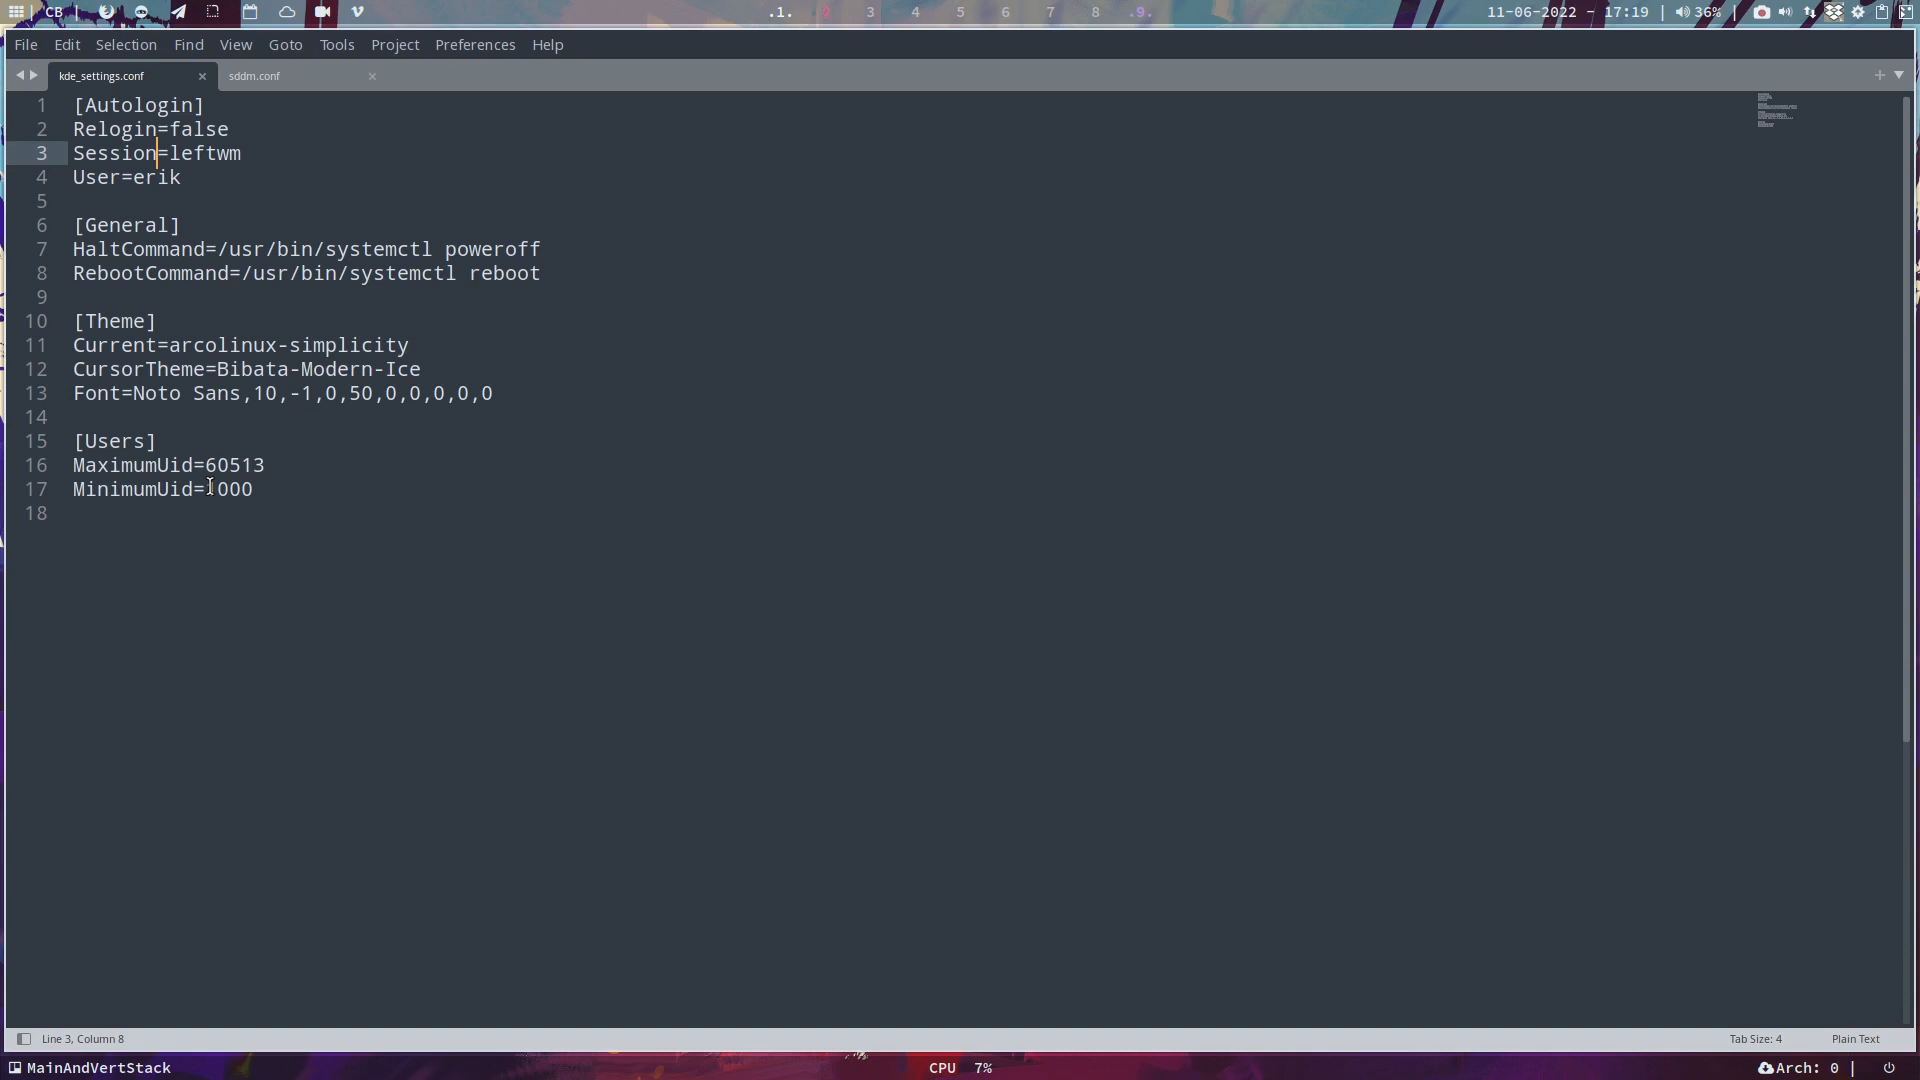 CB .1. 2 3 4 5 6 7 8 .9. 11-06-2022 - 17:19 | 36% |
File Edit Selection Find View Goto Tools Project Preferences Help
kde_settings.conf × sddm.conf ×
1 [Autologin]
2 Relogin=false
3 Session=leftwm
4 User=erik
5
6 [General]
7 HaltCommand=/usr/bin/systemctl poweroff
8 RebootCommand=/usr/bin/systemctl reboot
9
10 [Theme]
11 Current=arcolinux-simplicity
12 CursorTheme=Bibata-Modern-Ice
13 Font=Noto Sans,10,-1,0,50,0,0,0,0,0
14
15 [Users]
16 MaximumUid=60513
17 MinimumUid=000
18
Line 3, Column 8 Tab Size: 4 Plain Text
MainAndVertStack CPU 7% Arch: 0 |